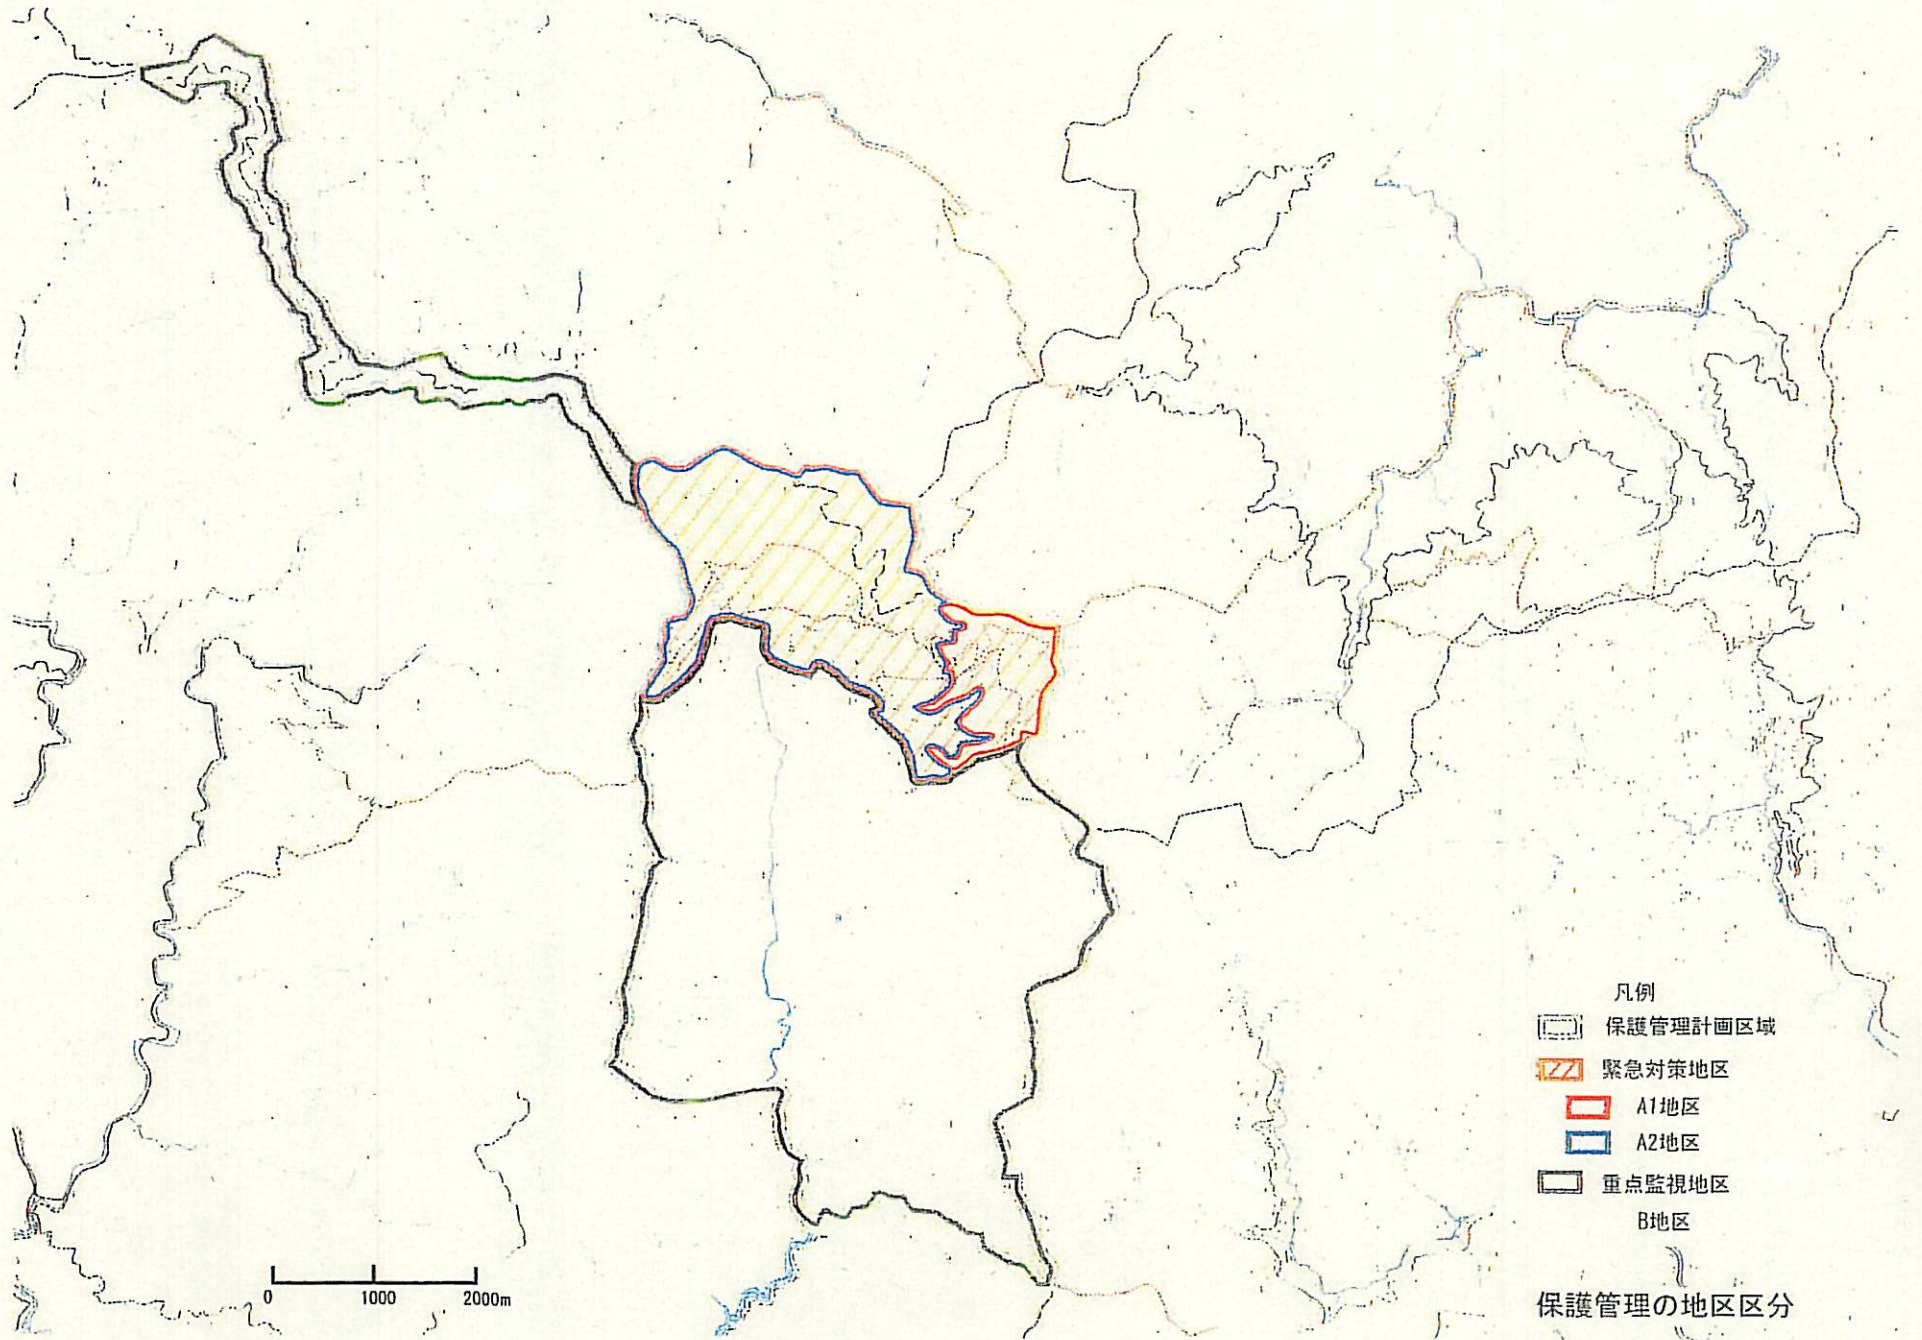 凡例
保護管理計画区域
緊急対策地区
A1地区
A2地区
重点監視地区
B地区
0 1000 2000m
保護管理の地区区分